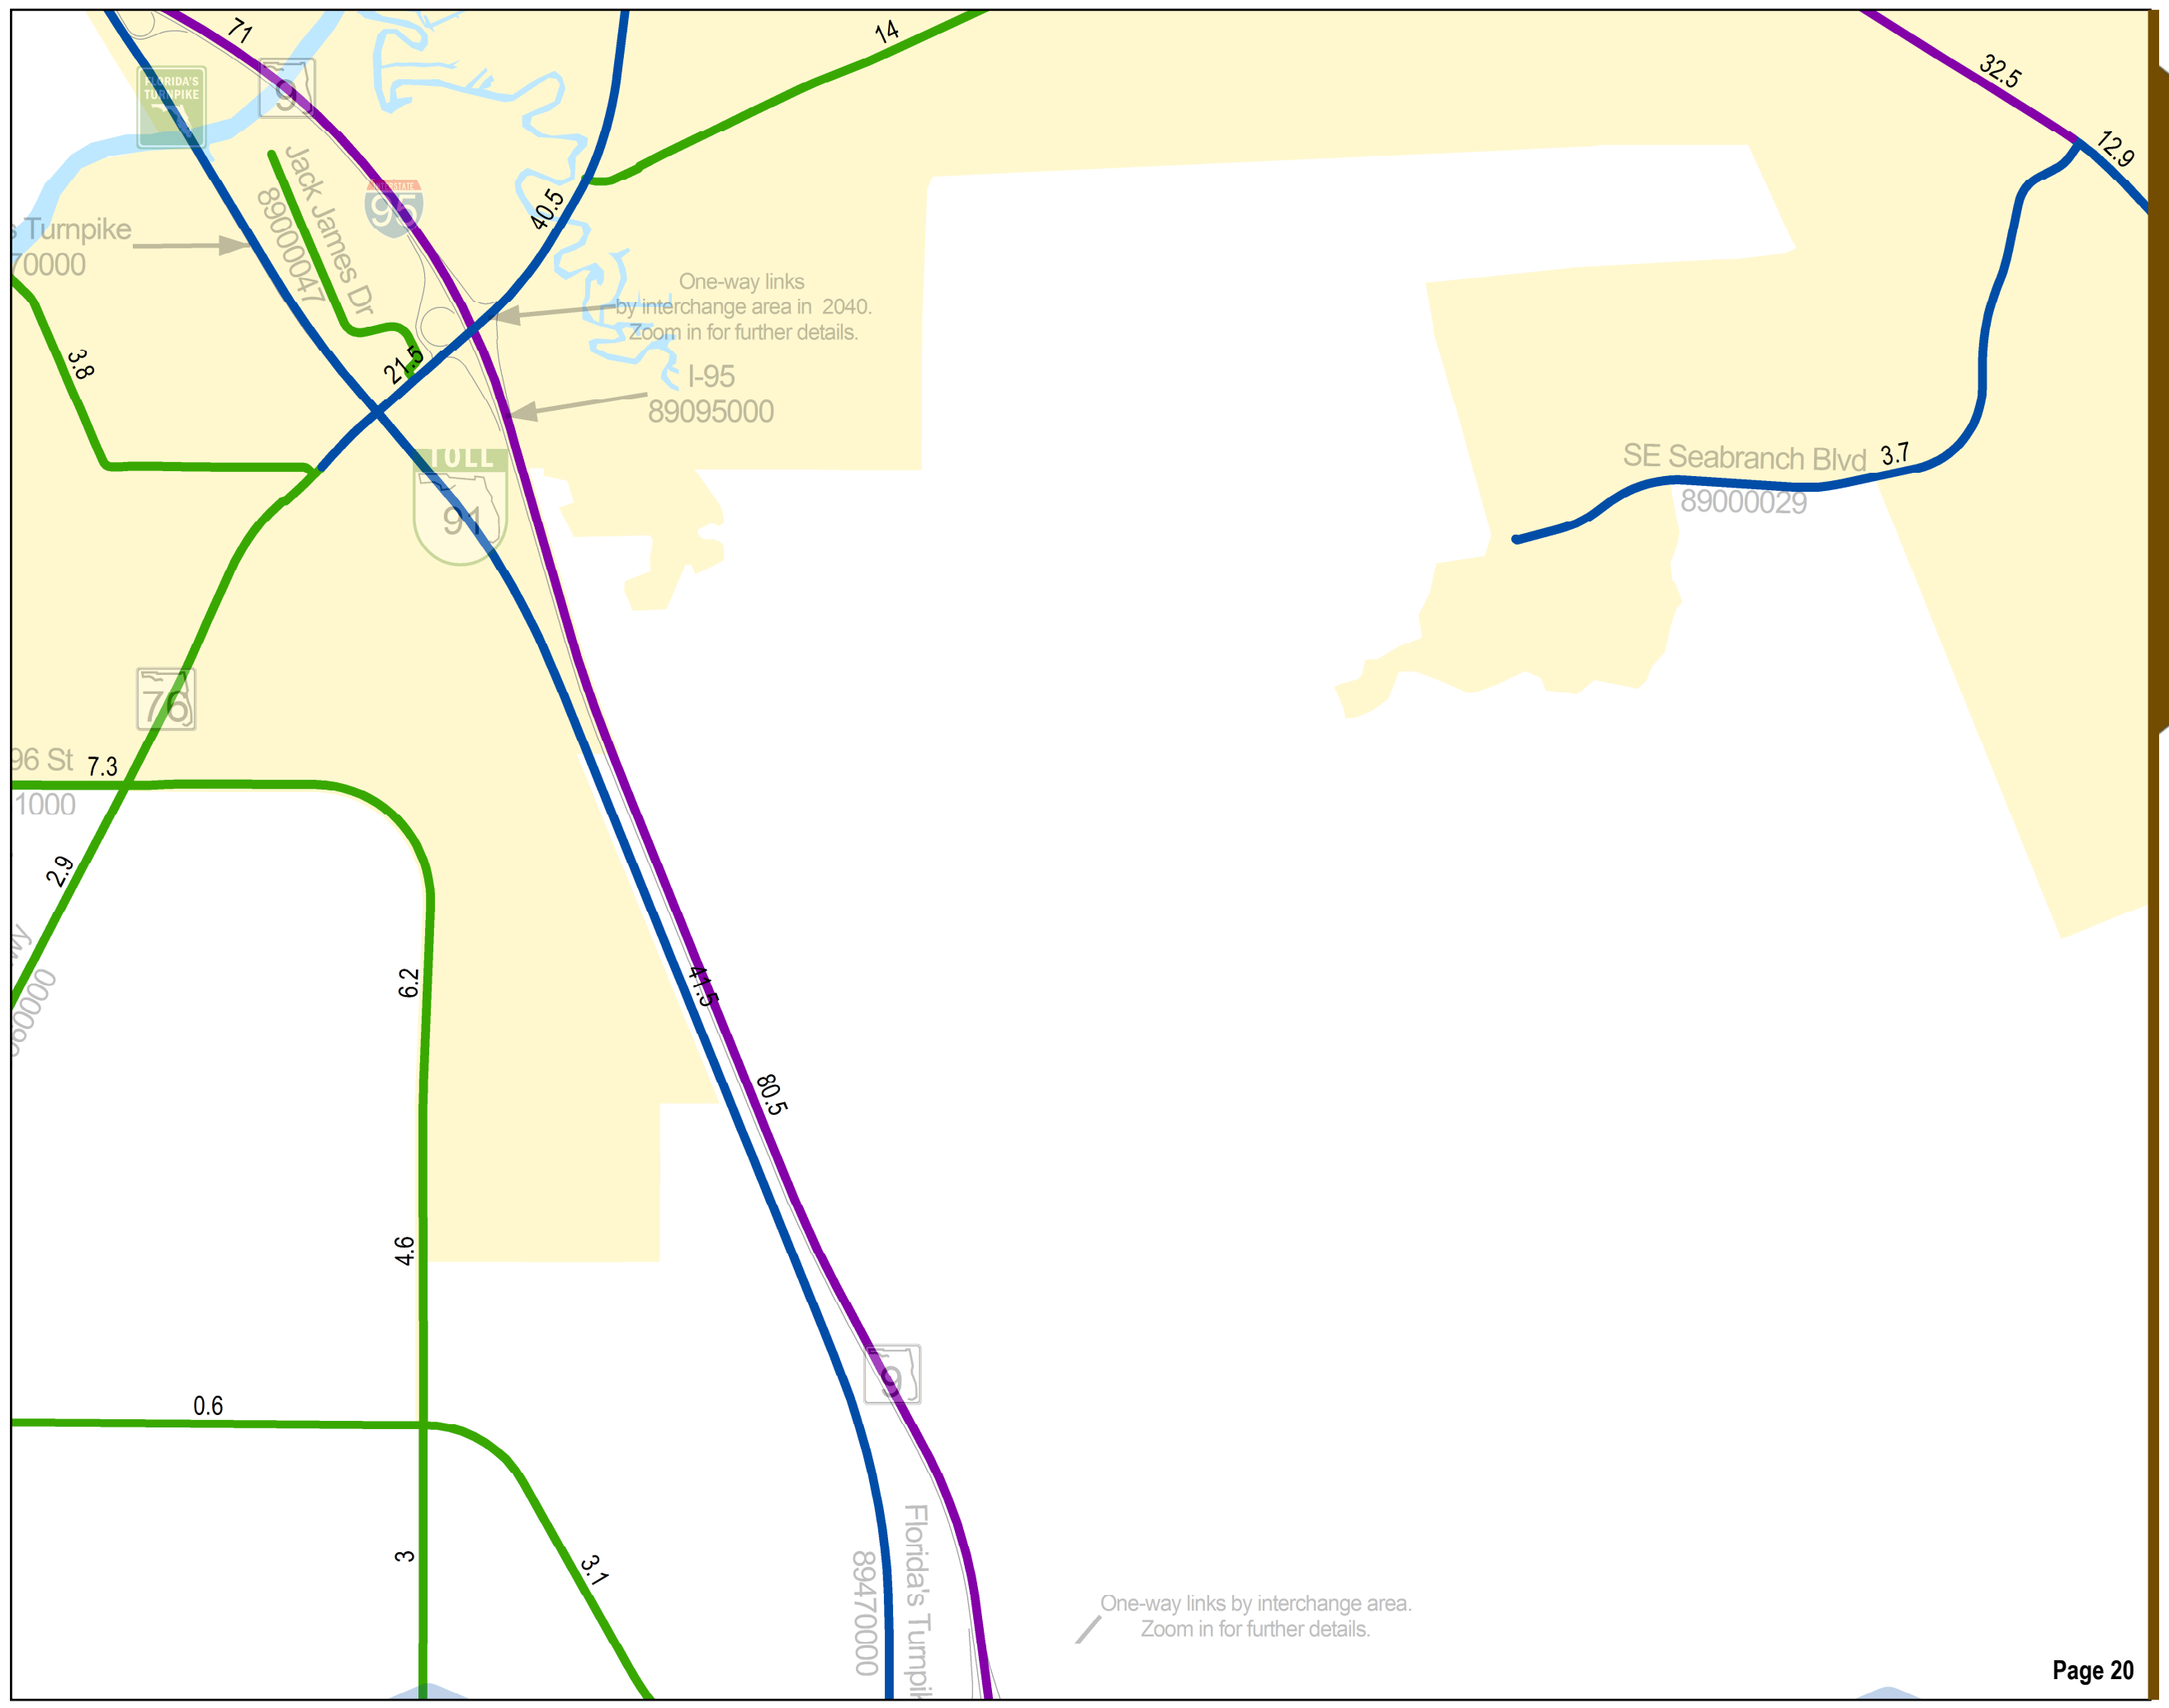 71
14
32.5
FLORIDA'S
TURNPIKE
9
12.9
Jack James Dr
89000047
INTERSTATE
95
40.5
s Turnpike
70000
One-way links
by interchange area in 2040.
Zoom in for further details.
3.8
21.5
I-95
89095000
TOLL
91
SE Seabranch Blvd
3.7
89000029
76
96 St
7.3
1000
2.9
wy
60000
6.2
41.5
80.5
4.6
9
0.6
3
3.1
Florida's Turnpik
89470000
One-way links by interchange area.
Zoom in for further details.
Page 20